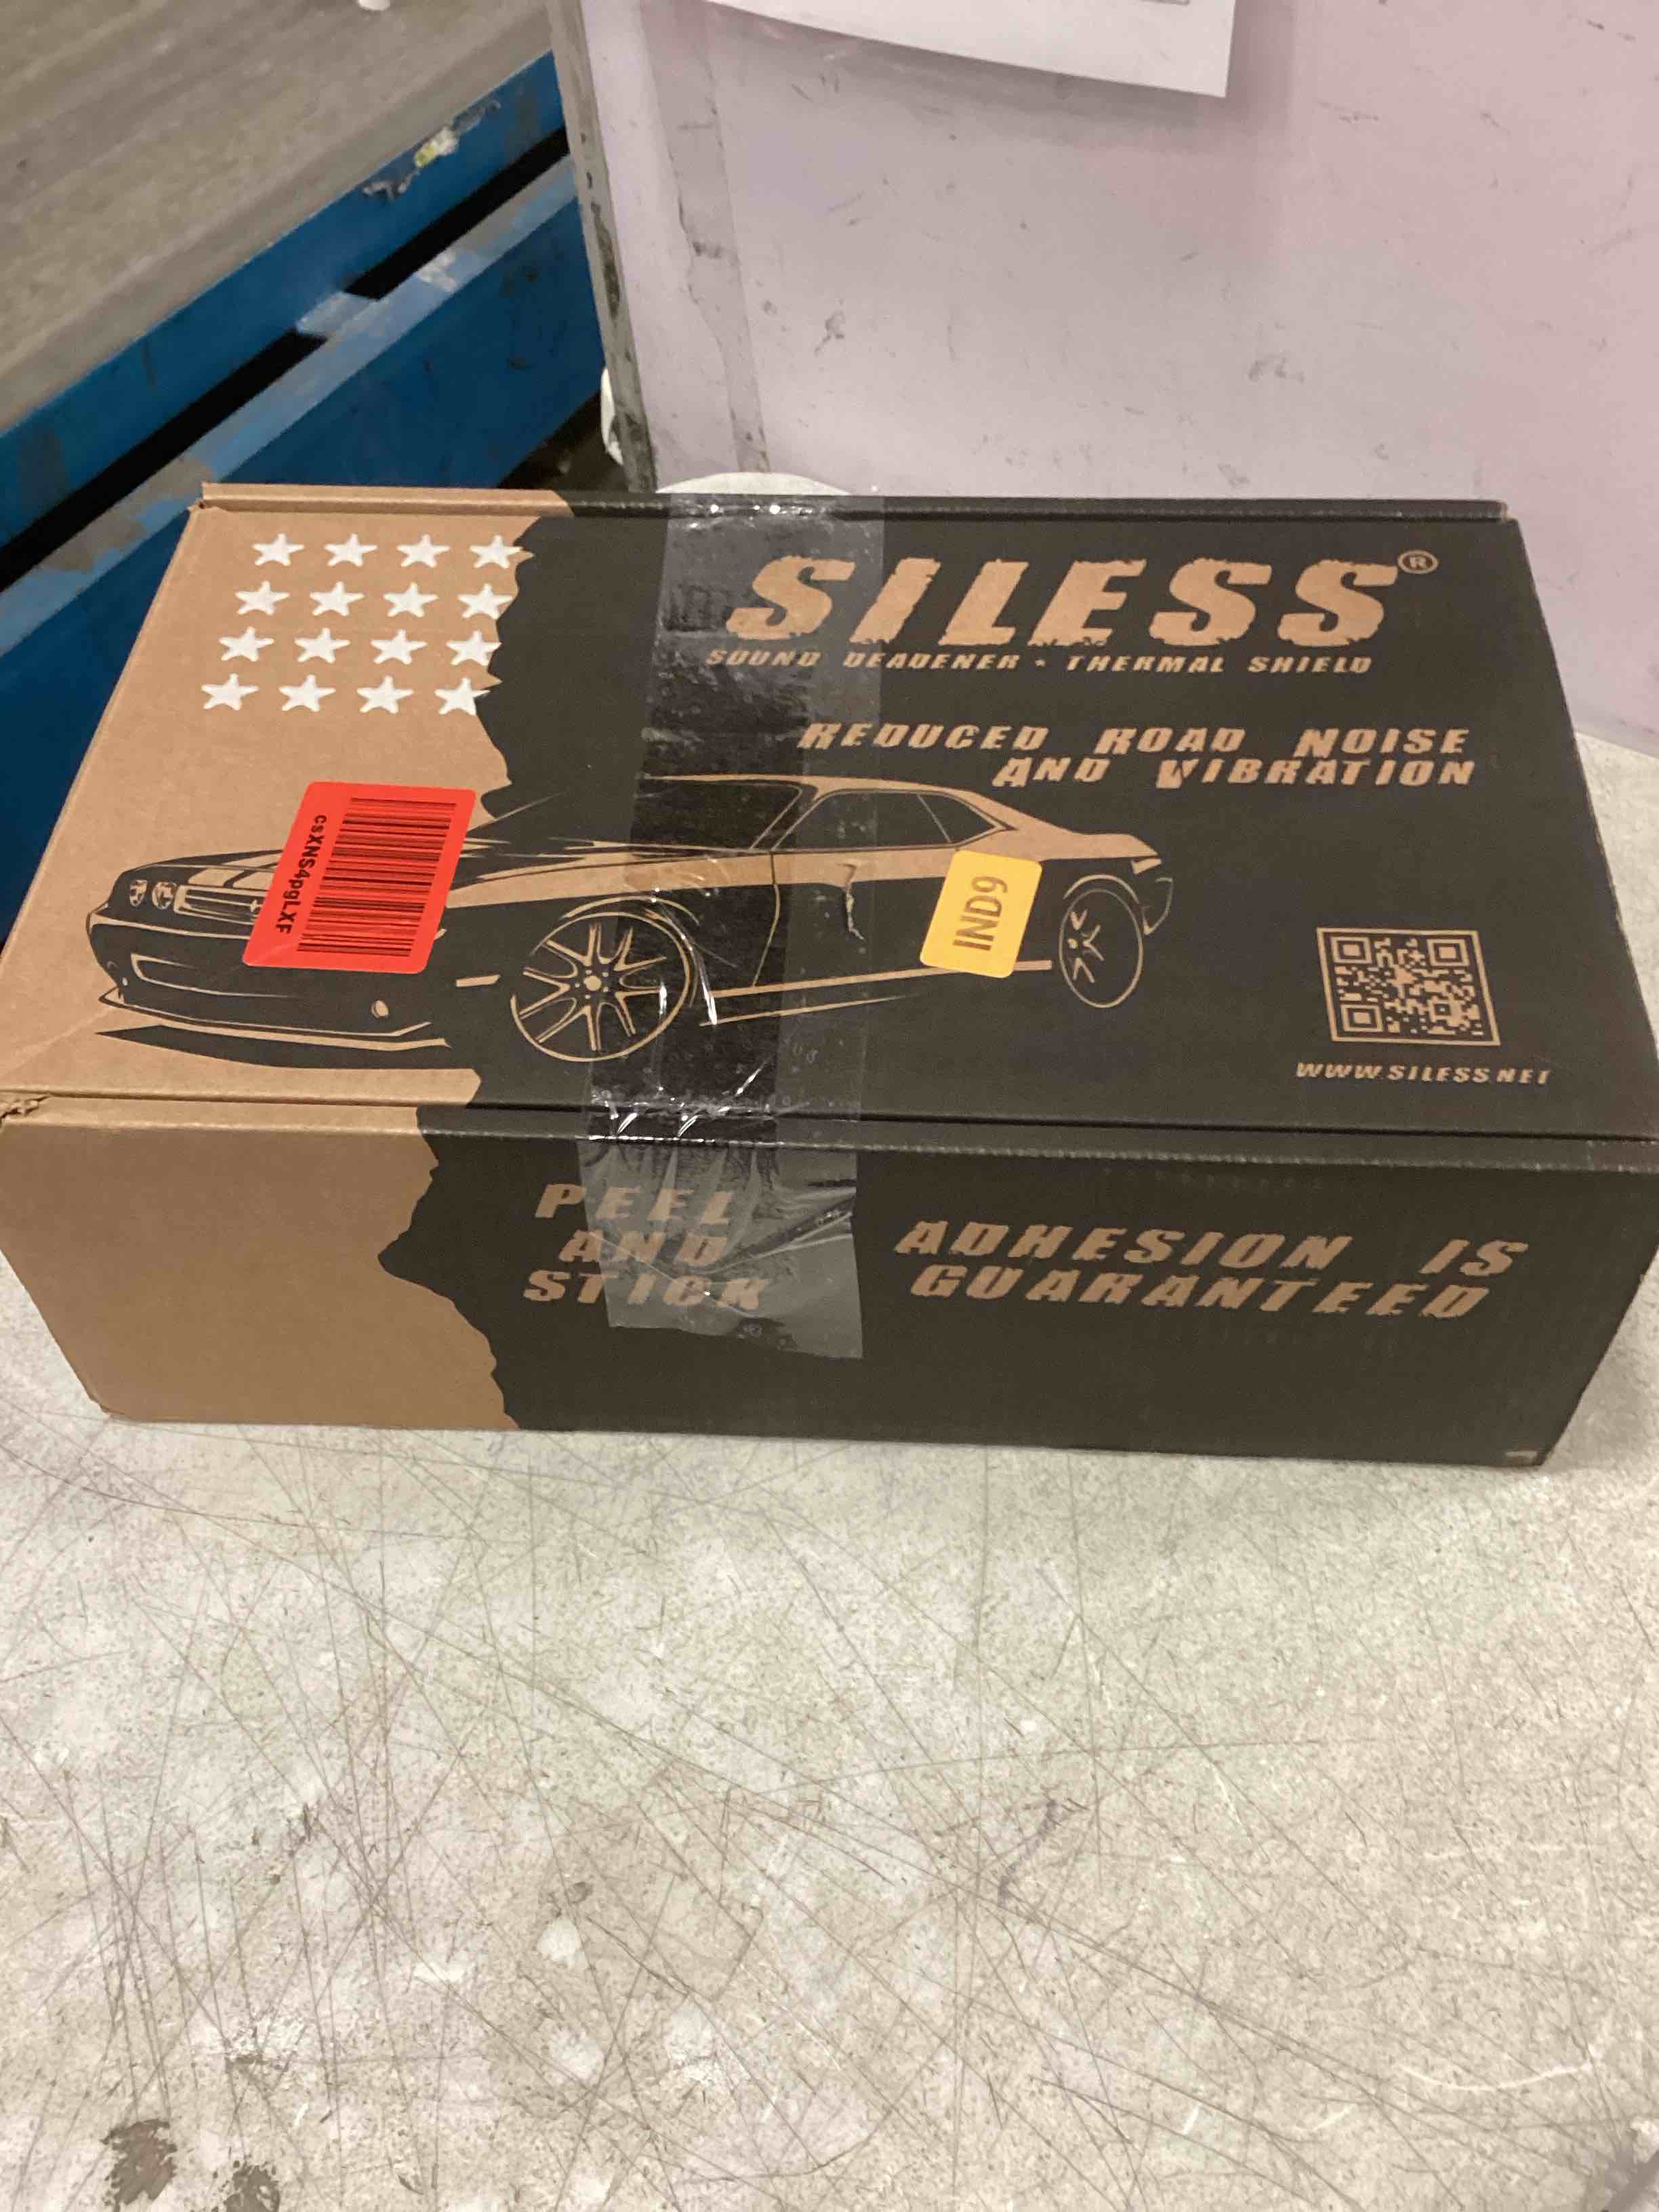 SILESS®
SOUND DEADENER • THERMAL SHIELD
REDUCED ROAD NOISE
AND VIBRATION
csXNS4pgLXF
IND9
WWW.SILESS.NET
PEEL
AND
STICK
ADHESION IS
GUARANTEED